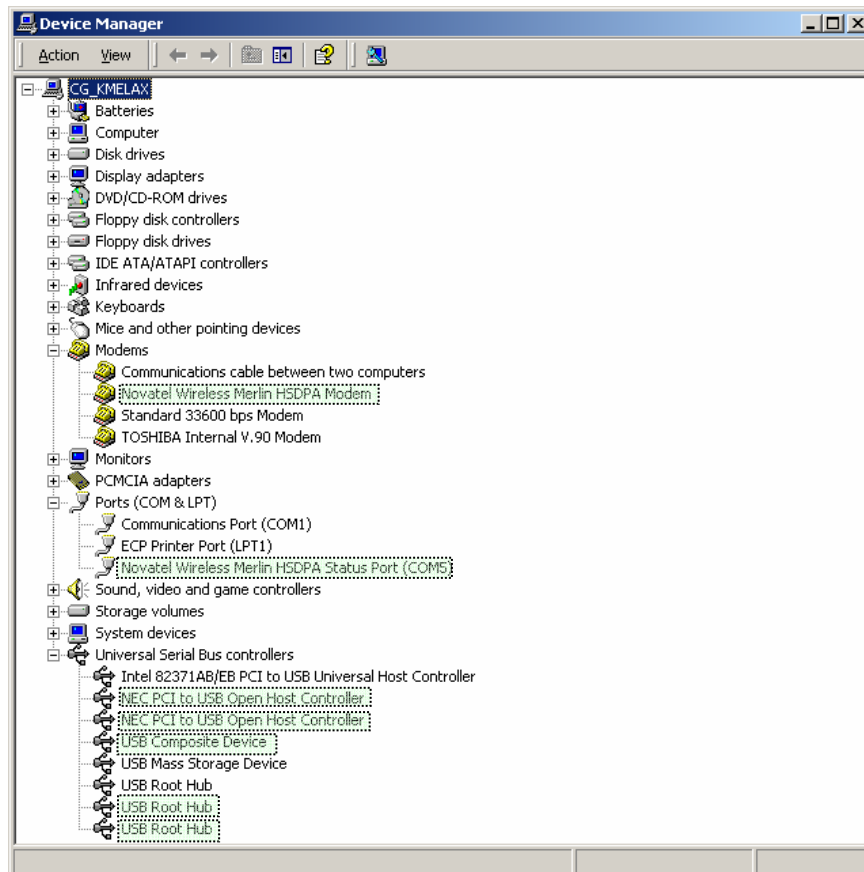 Device Manager
Action View
CG_KMELAX
Batteries
Computer
Disk drives
Display adapters
DVD/CD-ROM drives
Floppy disk controllers
Floppy disk drives
IDE ATA/ATAPI controllers
Infrared devices
Keyboards
Mice and other pointing devices
Modems
Communications cable between two computers
Novatel Wireless Merlin HSDPA Modem
Standard 33600 bps Modem
TOSHIBA Internal V.90 Modem
Monitors
PCMCIA adapters
Ports (COM & LPT)
Communications Port (COM1)
ECP Printer Port (LPT1)
Novatel Wireless Merlin HSDPA Status Port (COM5)
Sound, video and game controllers
Storage volumes
System devices
Universal Serial Bus controllers
Intel 82371AB/EB PCI to USB Universal Host Controller
NEC PCI to USB Open Host Controller
NEC PCI to USB Open Host Controller
USB Composite Device
USB Mass Storage Device
USB Root Hub
USB Root Hub
USB Root Hub